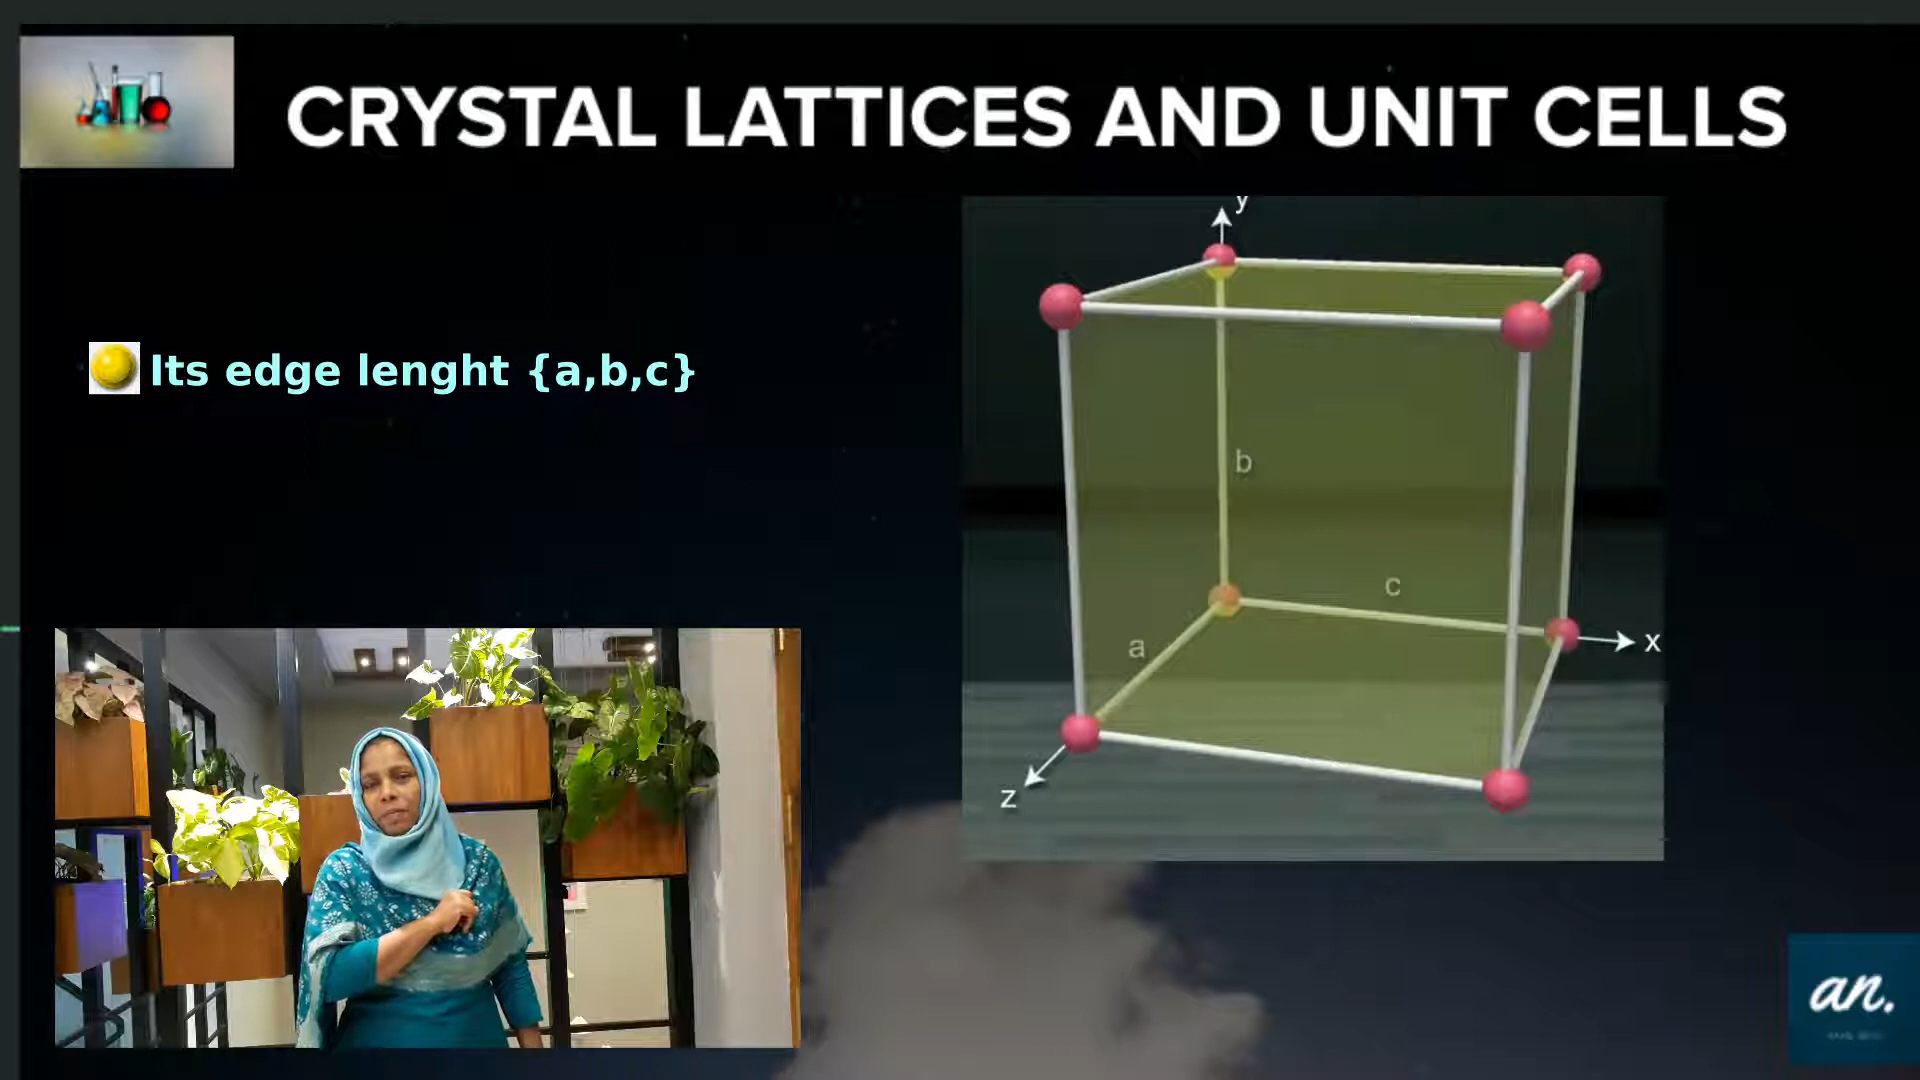 CRYSTAL LATTICES AND UNIT CELLS
Its edge lenght {a,b,c}
y
b
c
a
x
z
an.